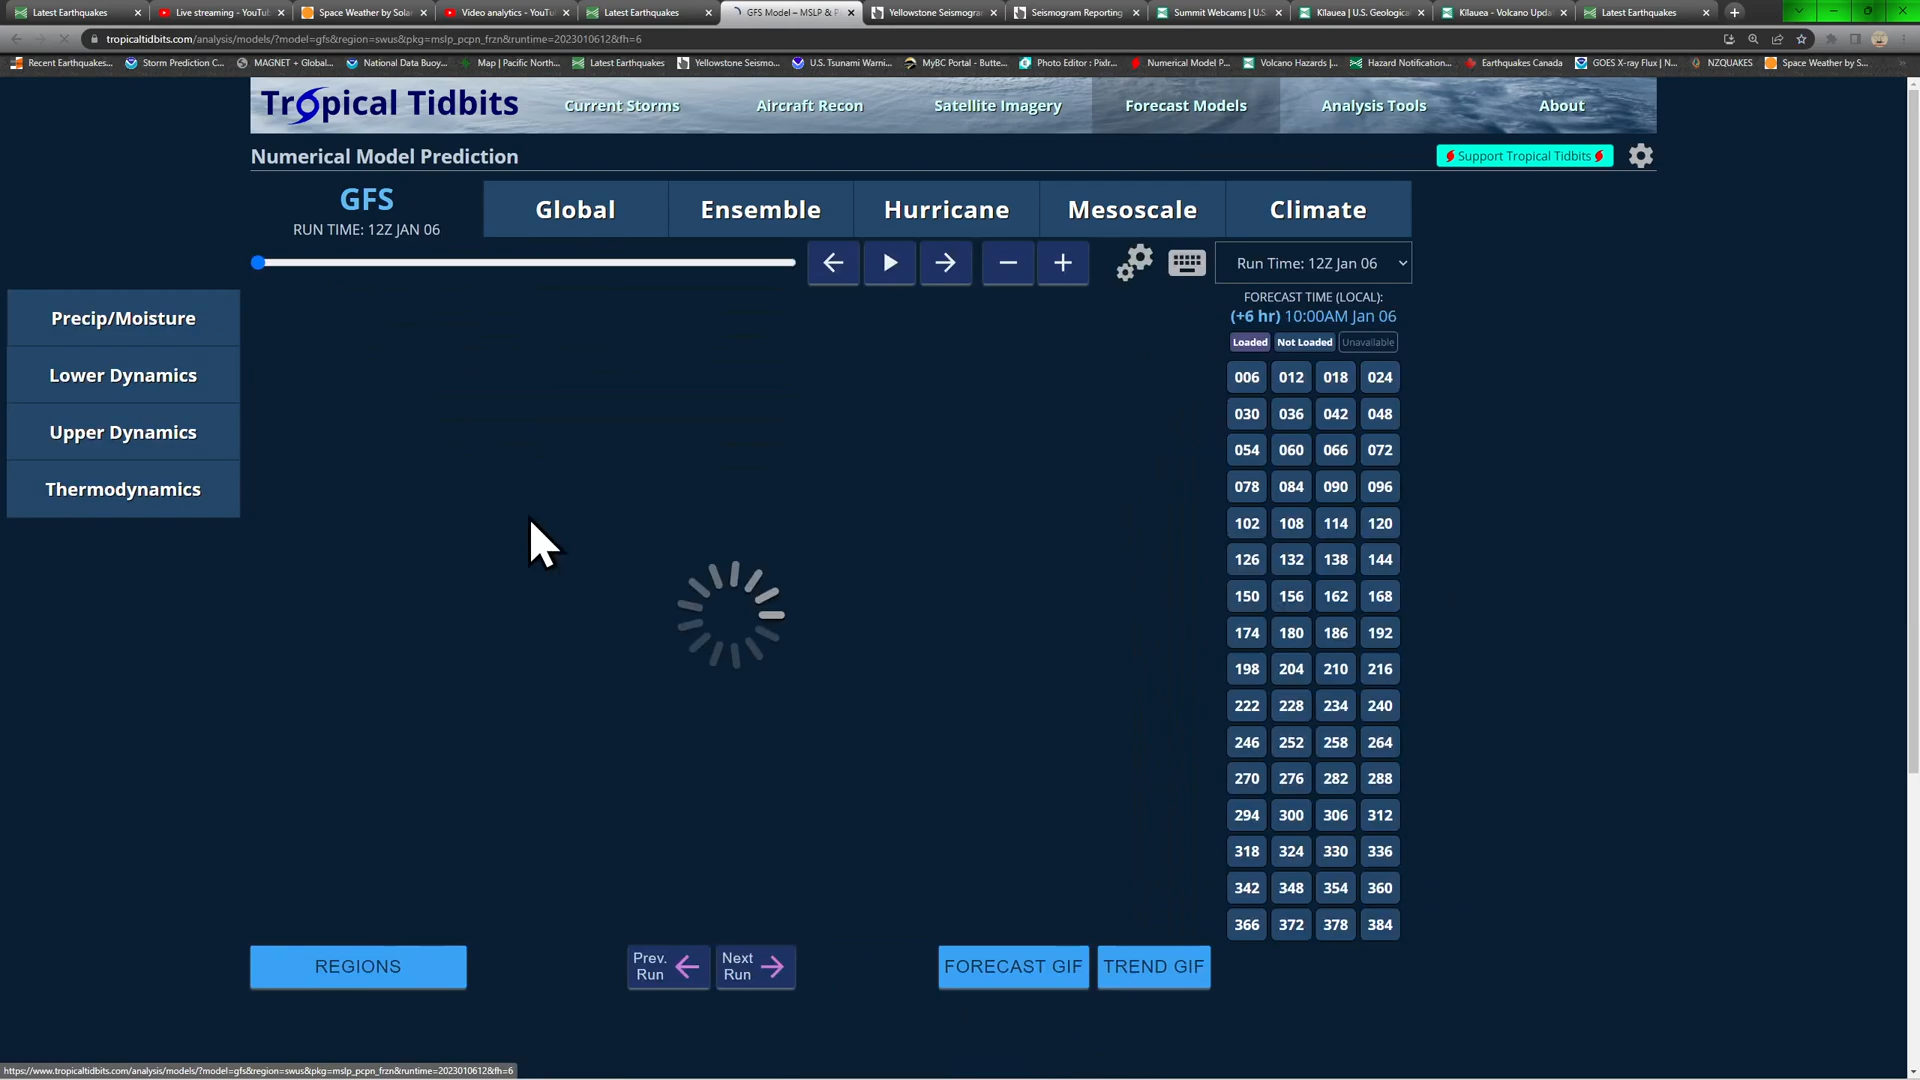 Latest Earthquakes
Live streaming - YouTu
Space Weather by Sola
Video analytics - YouTu
Latest Earthquakes
GFS Model – MSLP & P
Yellowstone Seismogra
Seismogram Reporting
Summit Webcams | U.S.
Kīlauea | U.S. Geologica
Kīlauea - Volcano Upda
Latest Earthquakes
tropicaltidbits.com/analysis/models/?model=gfs&region=swus&pkg=mslp_pcpn_frzn&runtime=2023010612&fh=6
Recent Earthquakes...
Storm Prediction C...
MAGNET + Global...
National Data Buoy...
Map | Pacific North...
Latest Earthquakes
Yellowstone Seismo...
U.S. Tsunami Warni...
MyBC Portal - Butte...
Photo Editor : Pixlr...
Numerical Model P...
Volcano Hazards |...
Hazard Notification...
Earthquakes Canada
GOES X-ray Flux | N...
NZQUAKES
Space Weather by S...
Tropical Tidbits
Current Storms
Aircraft Recon
Satellite Imagery
Forecast Models
Analysis Tools
About
Numerical Model Prediction
Support Tropical Tidbits
GFS
RUN TIME: 12Z JAN 06
Global
Ensemble
Hurricane
Mesoscale
Climate
Run Time: 12Z Jan 06
FORECAST TIME (LOCAL):
(+6 hr) 10:00AM Jan 06
Loaded Not Loaded Unavailable
Precip/Moisture
Lower Dynamics
Upper Dynamics
Thermodynamics
006 012 018 024
030 036 042 048
054 060 066 072
078 084 090 096
102 108 114 120
126 132 138 144
150 156 162 168
174 180 186 192
198 204 210 216
222 228 234 240
246 252 258 264
270 276 282 288
294 300 306 312
318 324 330 336
342 348 354 360
366 372 378 384
REGIONS
Prev.
Run
Next
Run
FORECAST GIF
TREND GIF
https://www.tropicaltidbits.com/analysis/models/?model=gfs&region=swus&pkg=mslp_pcpn_frzn&runtime=2023010612&fh=6